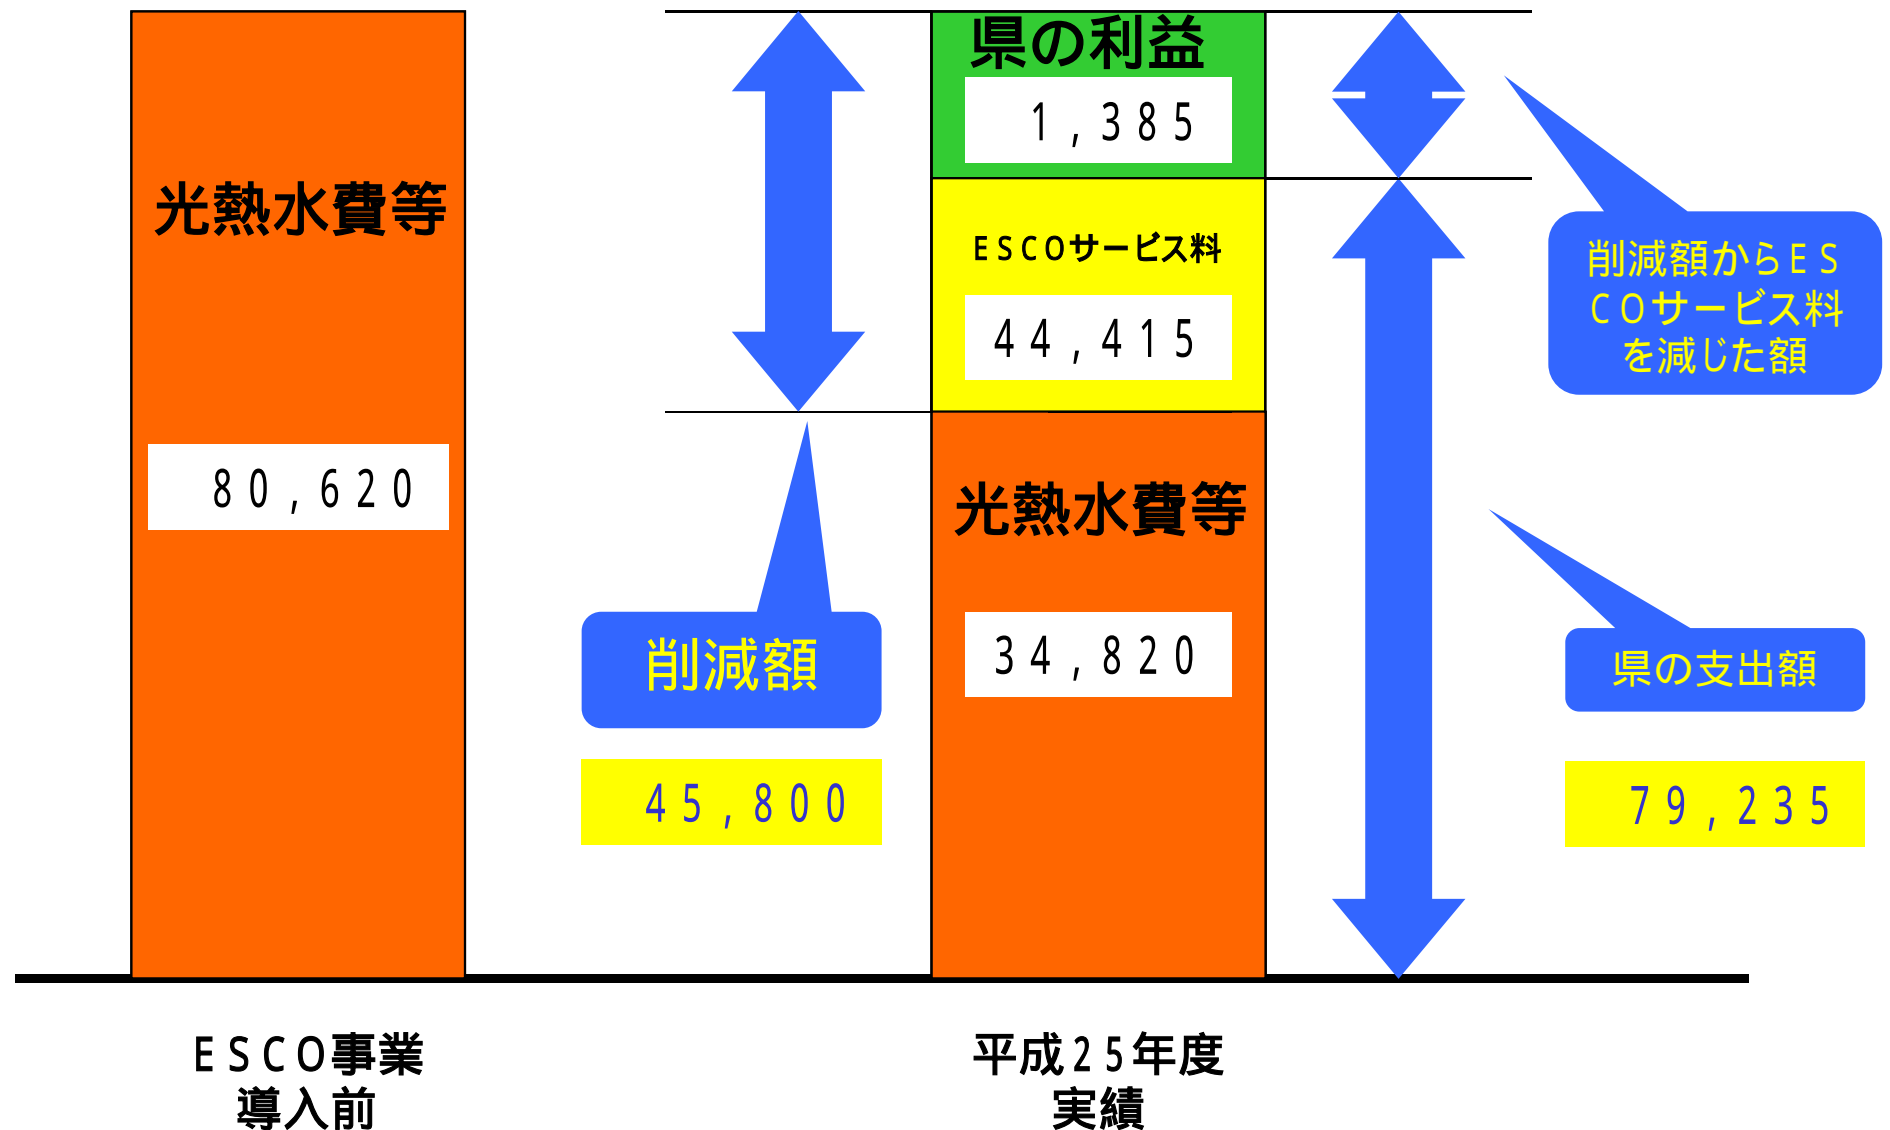 光熱水費等
８０，６２０
ＥＳＣＯ事業
導入前
削減額
４５，８００
県の利益
１，３８５
ＥＳＣＯサービス料
４４，４１５
光熱水費等
３４，８２０
平成２５年度
実績
削減額からＥＳ
ＣＯサービス料
を減じた額
県の支出額
７９，２３５